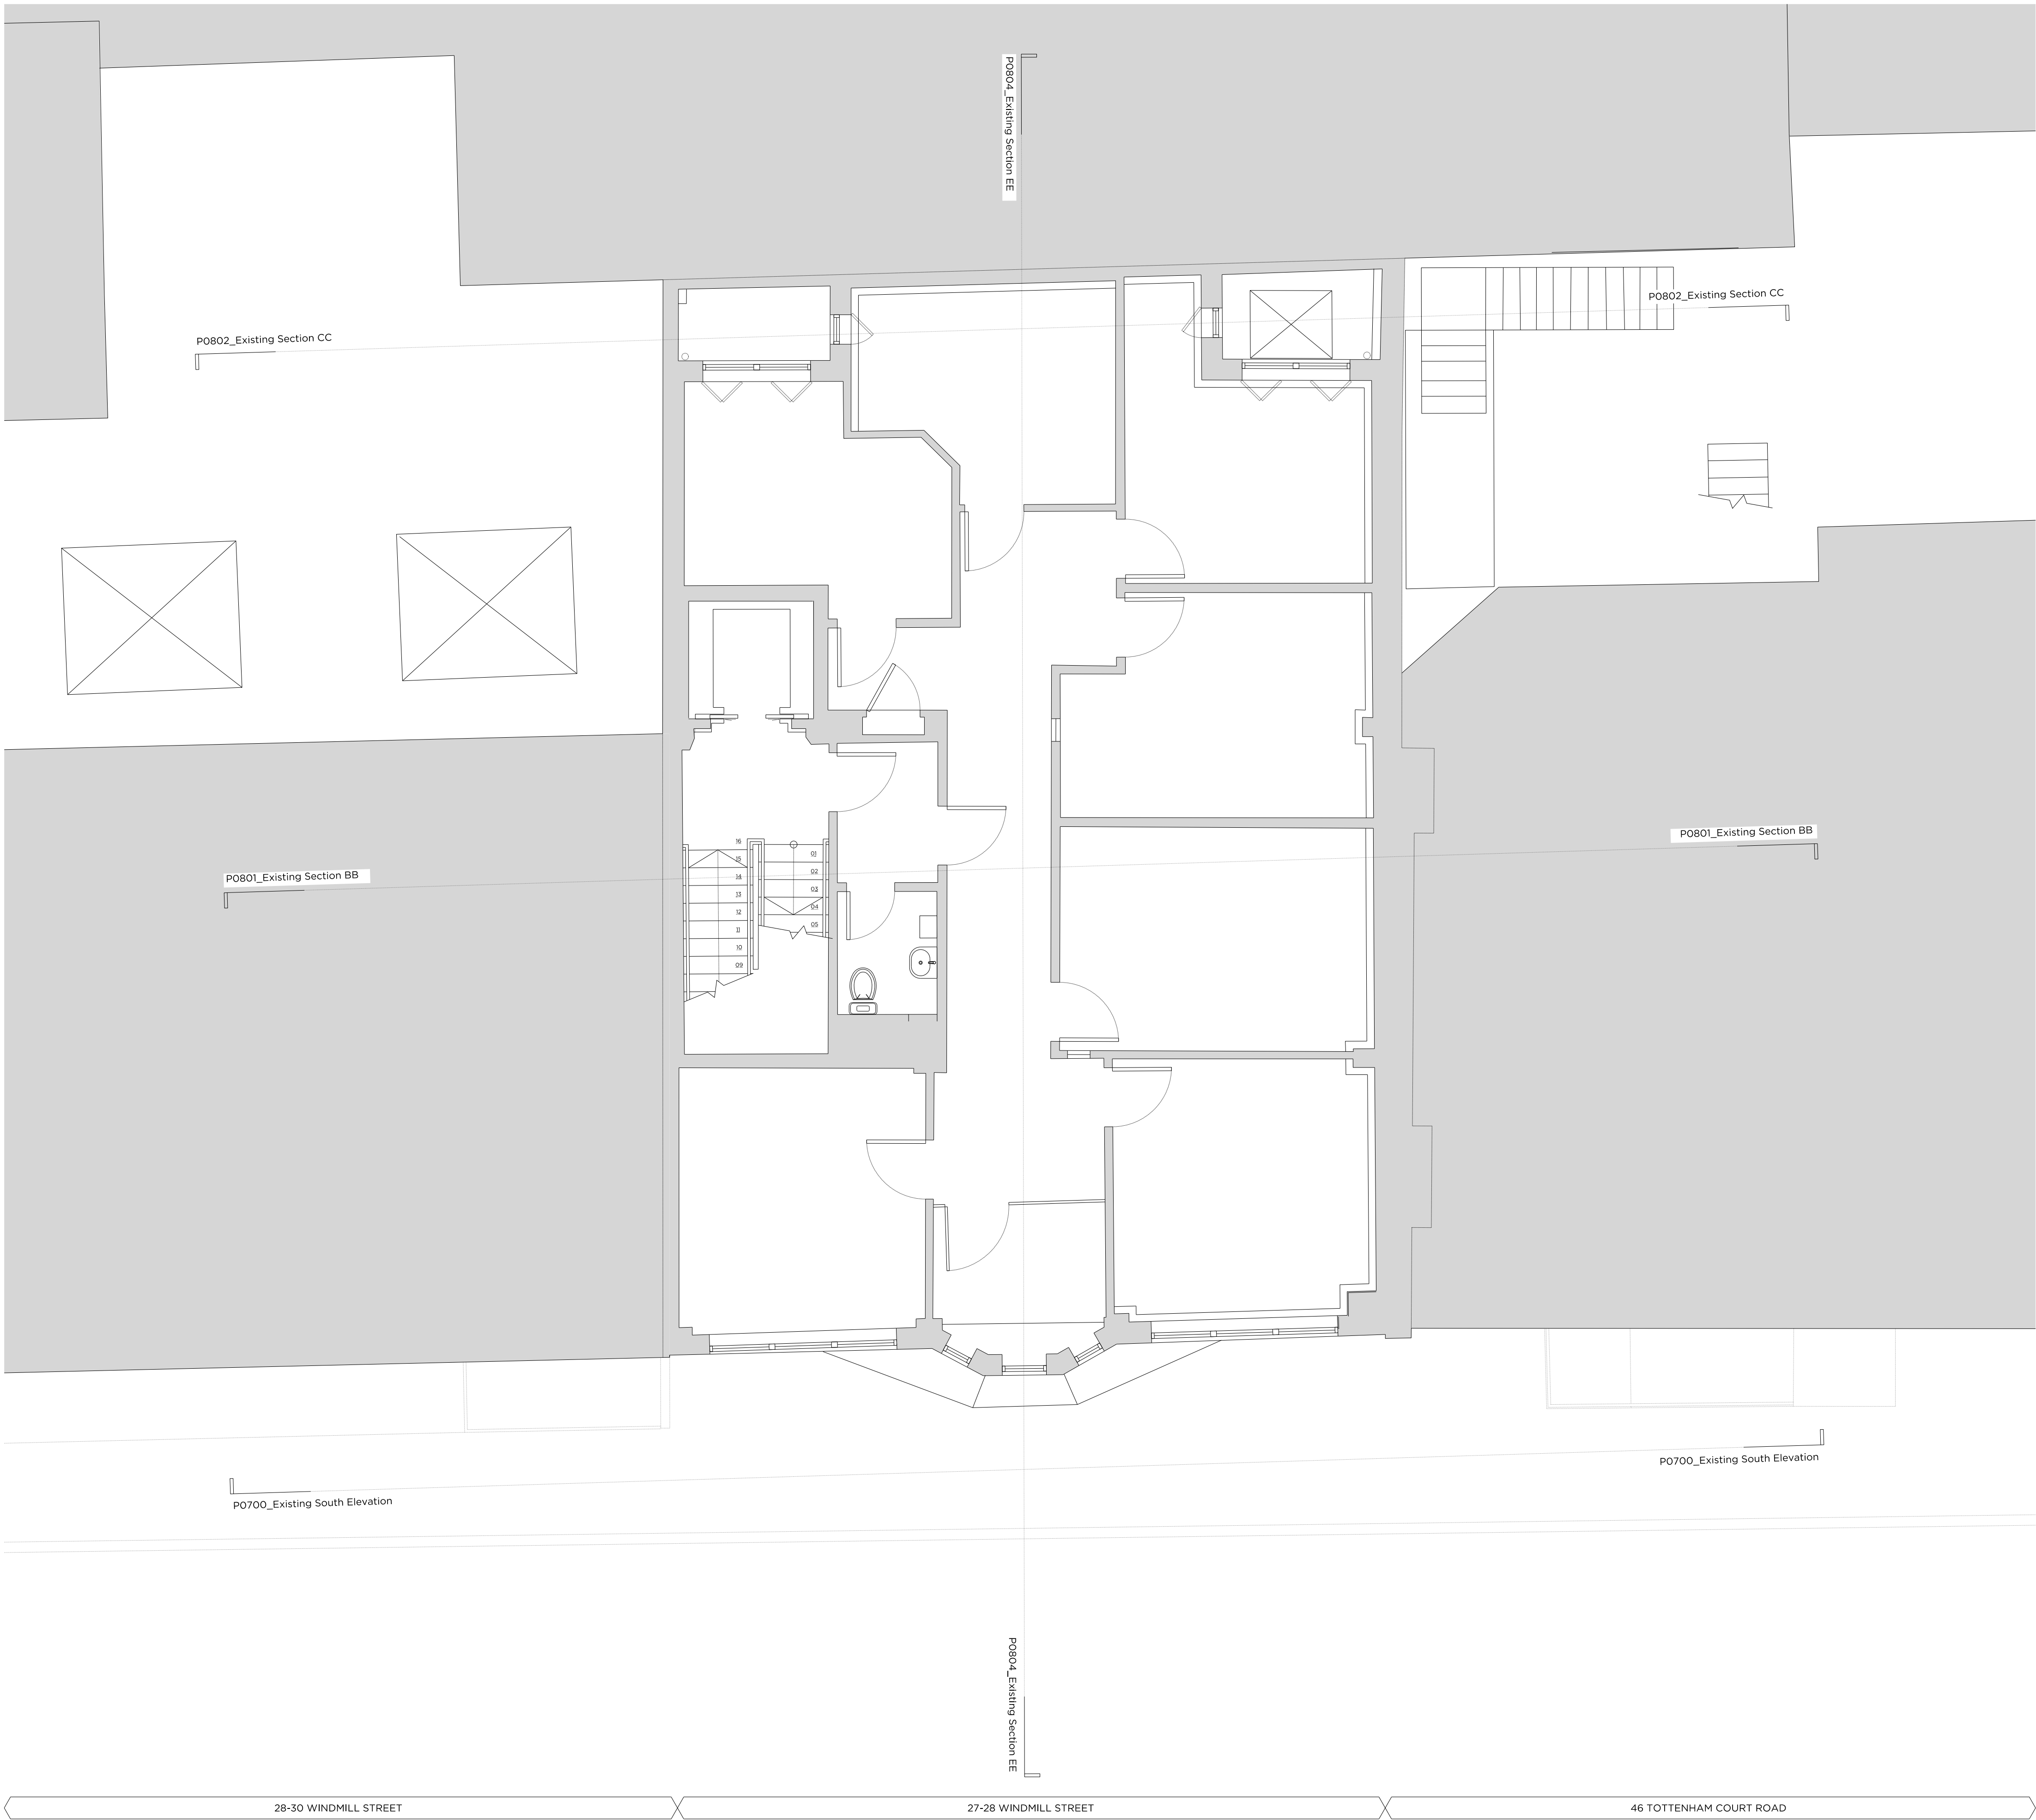 P0804_Existing Section EE
P0802_Existing Section CC
P0802_Existing Section CC
P0801_Existing Section BB
P0801_Existing Section BB
16
15
14
13
12
11
10
09
01
02
03
04
05
P0700_Existing South Elevation
P0700_Existing South Elevation
P0804_Existing Section EE
28-30 WINDMILL STREET
27-28 WINDMILL STREET
46 TOTTENHAM COURT ROAD